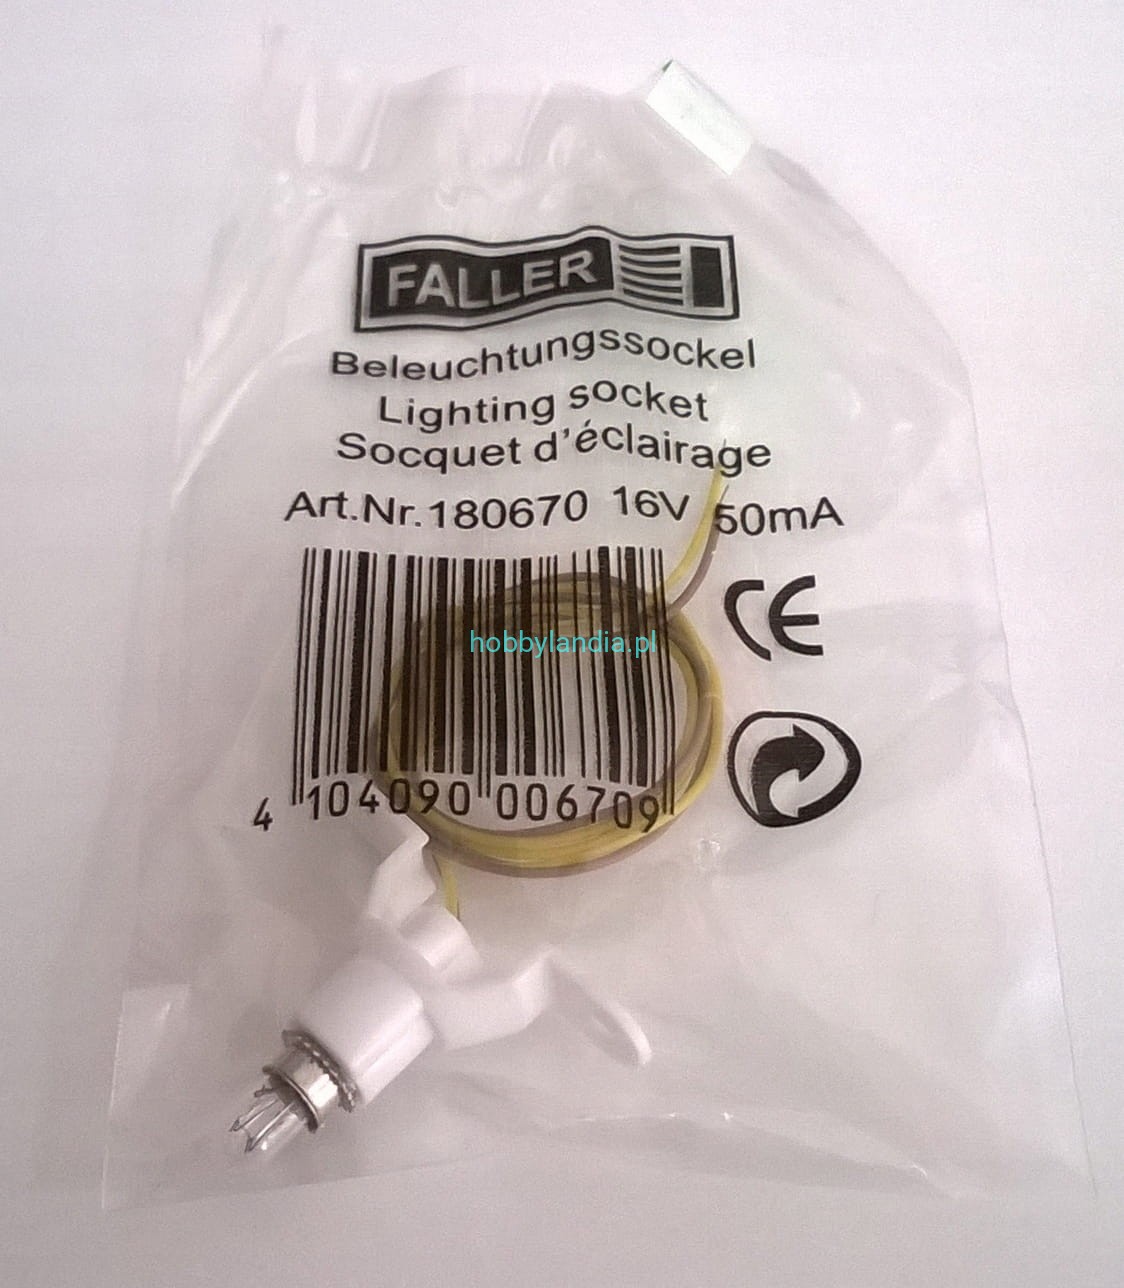 FALLER
Beleuchtungssockel
Lighting socket
Socquet d'éclairage
Art.Nr.180670 16V 50mA
CE
hobbylandia.pl
4 104090 006709